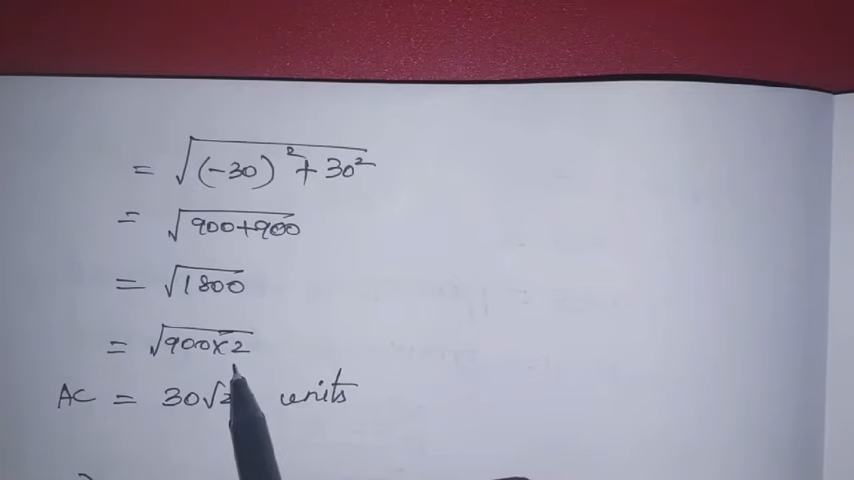 = √(-30)² + 30²
= √900+900
= √1800
= √900×2
AC = 30√2 units